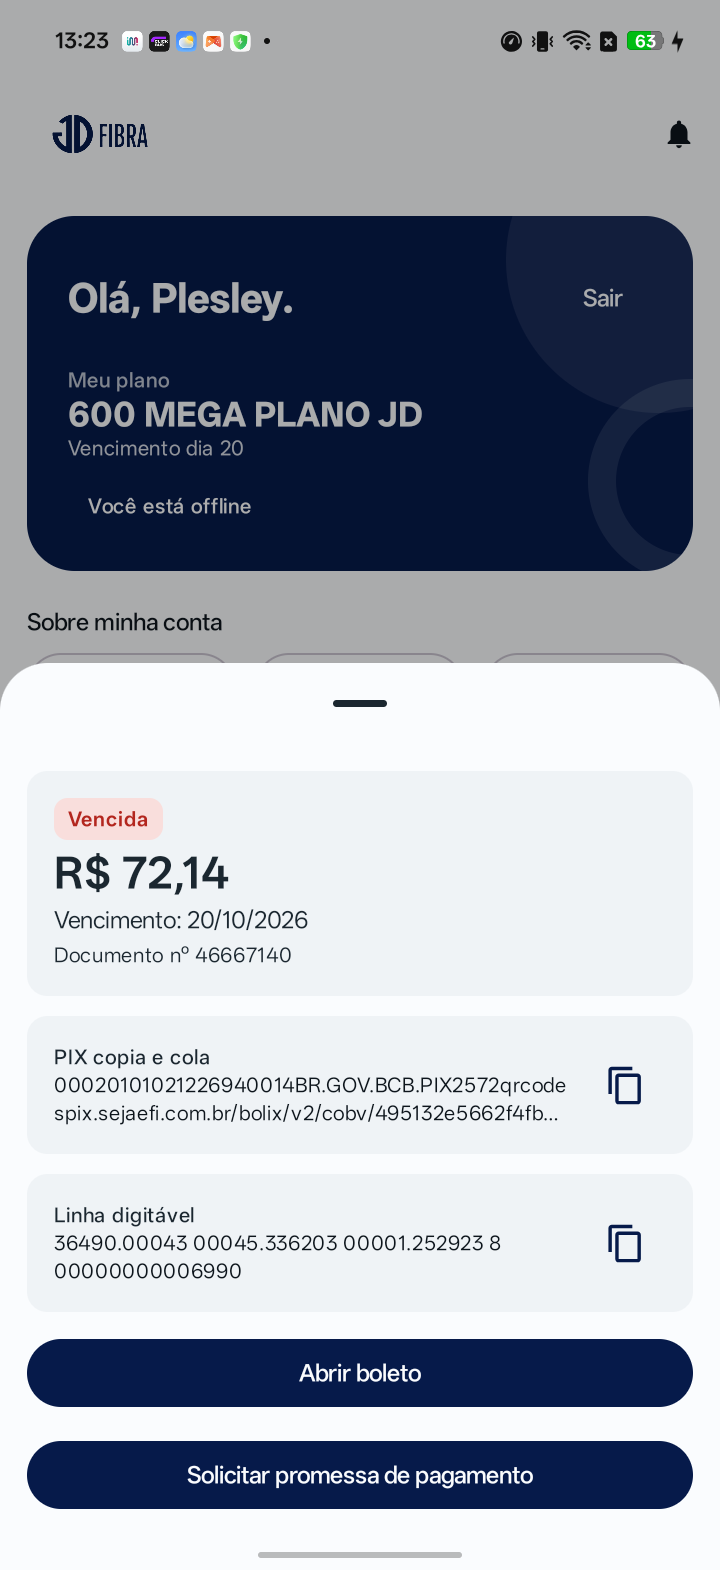 13:23
63
JD FIBRA
Olá, Plesley.
Sair
Meu plano
600 MEGA PLANO JD
Vencimento dia 20
Você está offline
Sobre minha conta
Vencida
R$ 72,14
Vencimento: 20/10/2026
Documento nº 46667140
PIX copia e cola
00020101021226940014BR.GOV.BCB.PIX2572qrcode
spix.sejaefi.com.br/bolix/v2/cobv/495132e5662f4fb...
Linha digitável
36490.00043 00045.336203 00001.252923 8
00000000006990
Abrir boleto
Solicitar promessa de pagamento